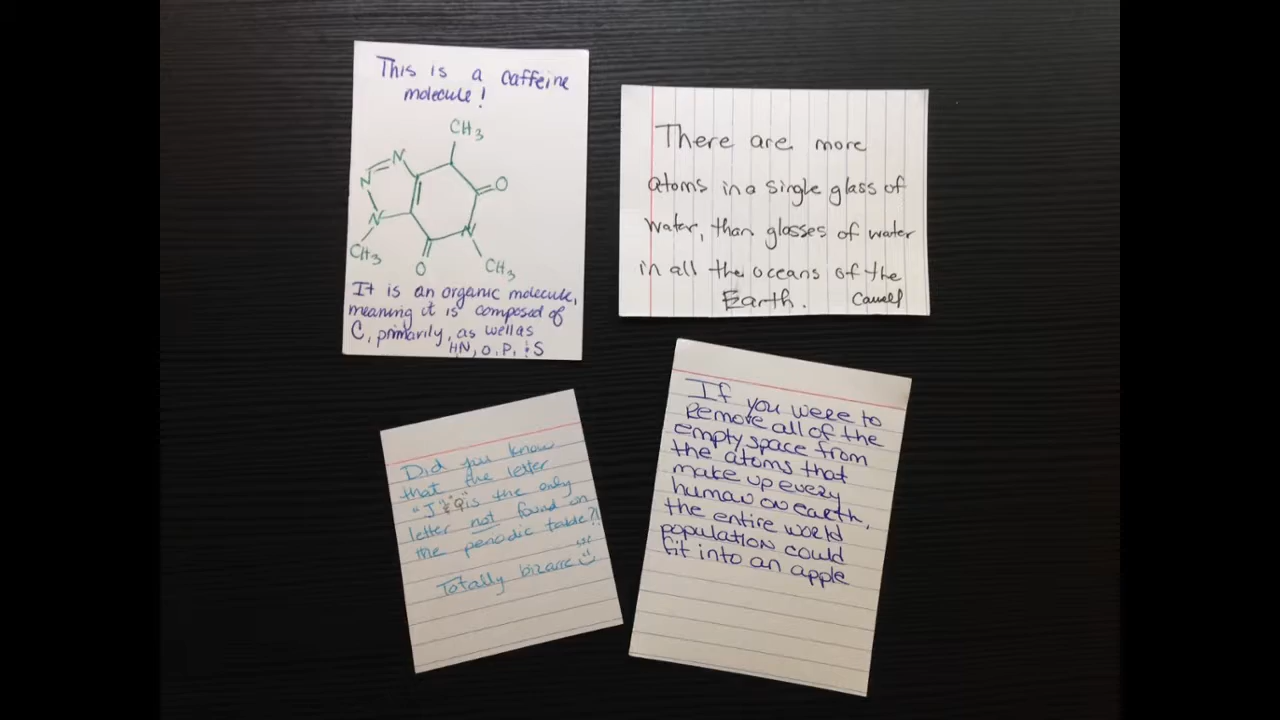 This is a caffeine
molecule!
CH3
N
N
O
N
N
CH3
O
CH3
It is an organic molecule,
meaning it is composed of
C, primarily, as well as
H N, O, P, & S
There are more
atoms in a single glass of
water, than glasses of water
in all the oceans of the
Earth.
Did you know
that the letter
"J" & "Q" is the only
letter not found on
the periodic table?!
Totally bizarre
If you were to
Remove all of the
empty space from
the atoms that
make up every
human on earth,
the entire world
population could
fit into an apple